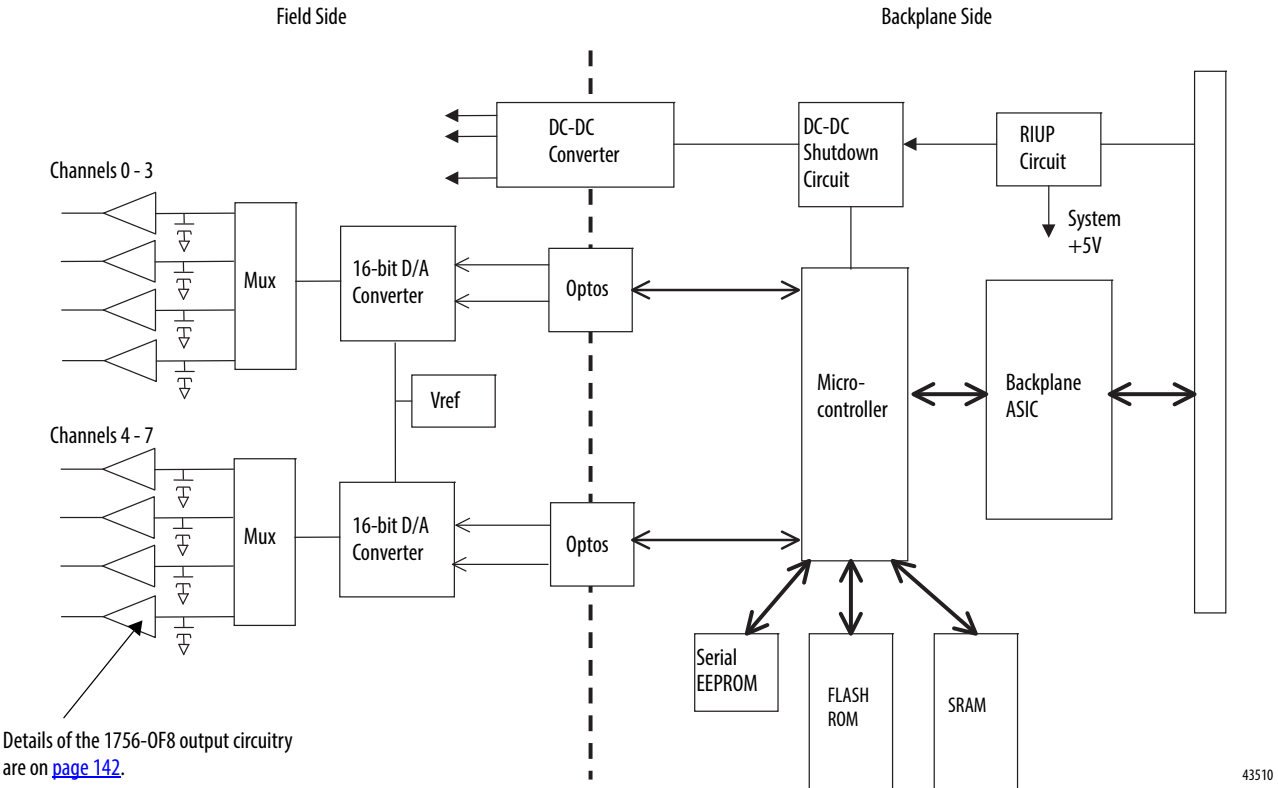 Field Side
Backplane Side
DC-DC
Converter
DC-DC
Shutdown
Circuit
RIUP
Circuit
System
+5V
Channels 0 - 3
Mux
16-bit D/A
Converter
Optos
Vref
Micro-
controller
Backplane
ASIC
Channels 4 - 7
Mux
16-bit D/A
Converter
Optos
Serial
EEPROM
FLASH
ROM
SRAM
Details of the 1756-OF8 output circuitry
are on page 142.
43510